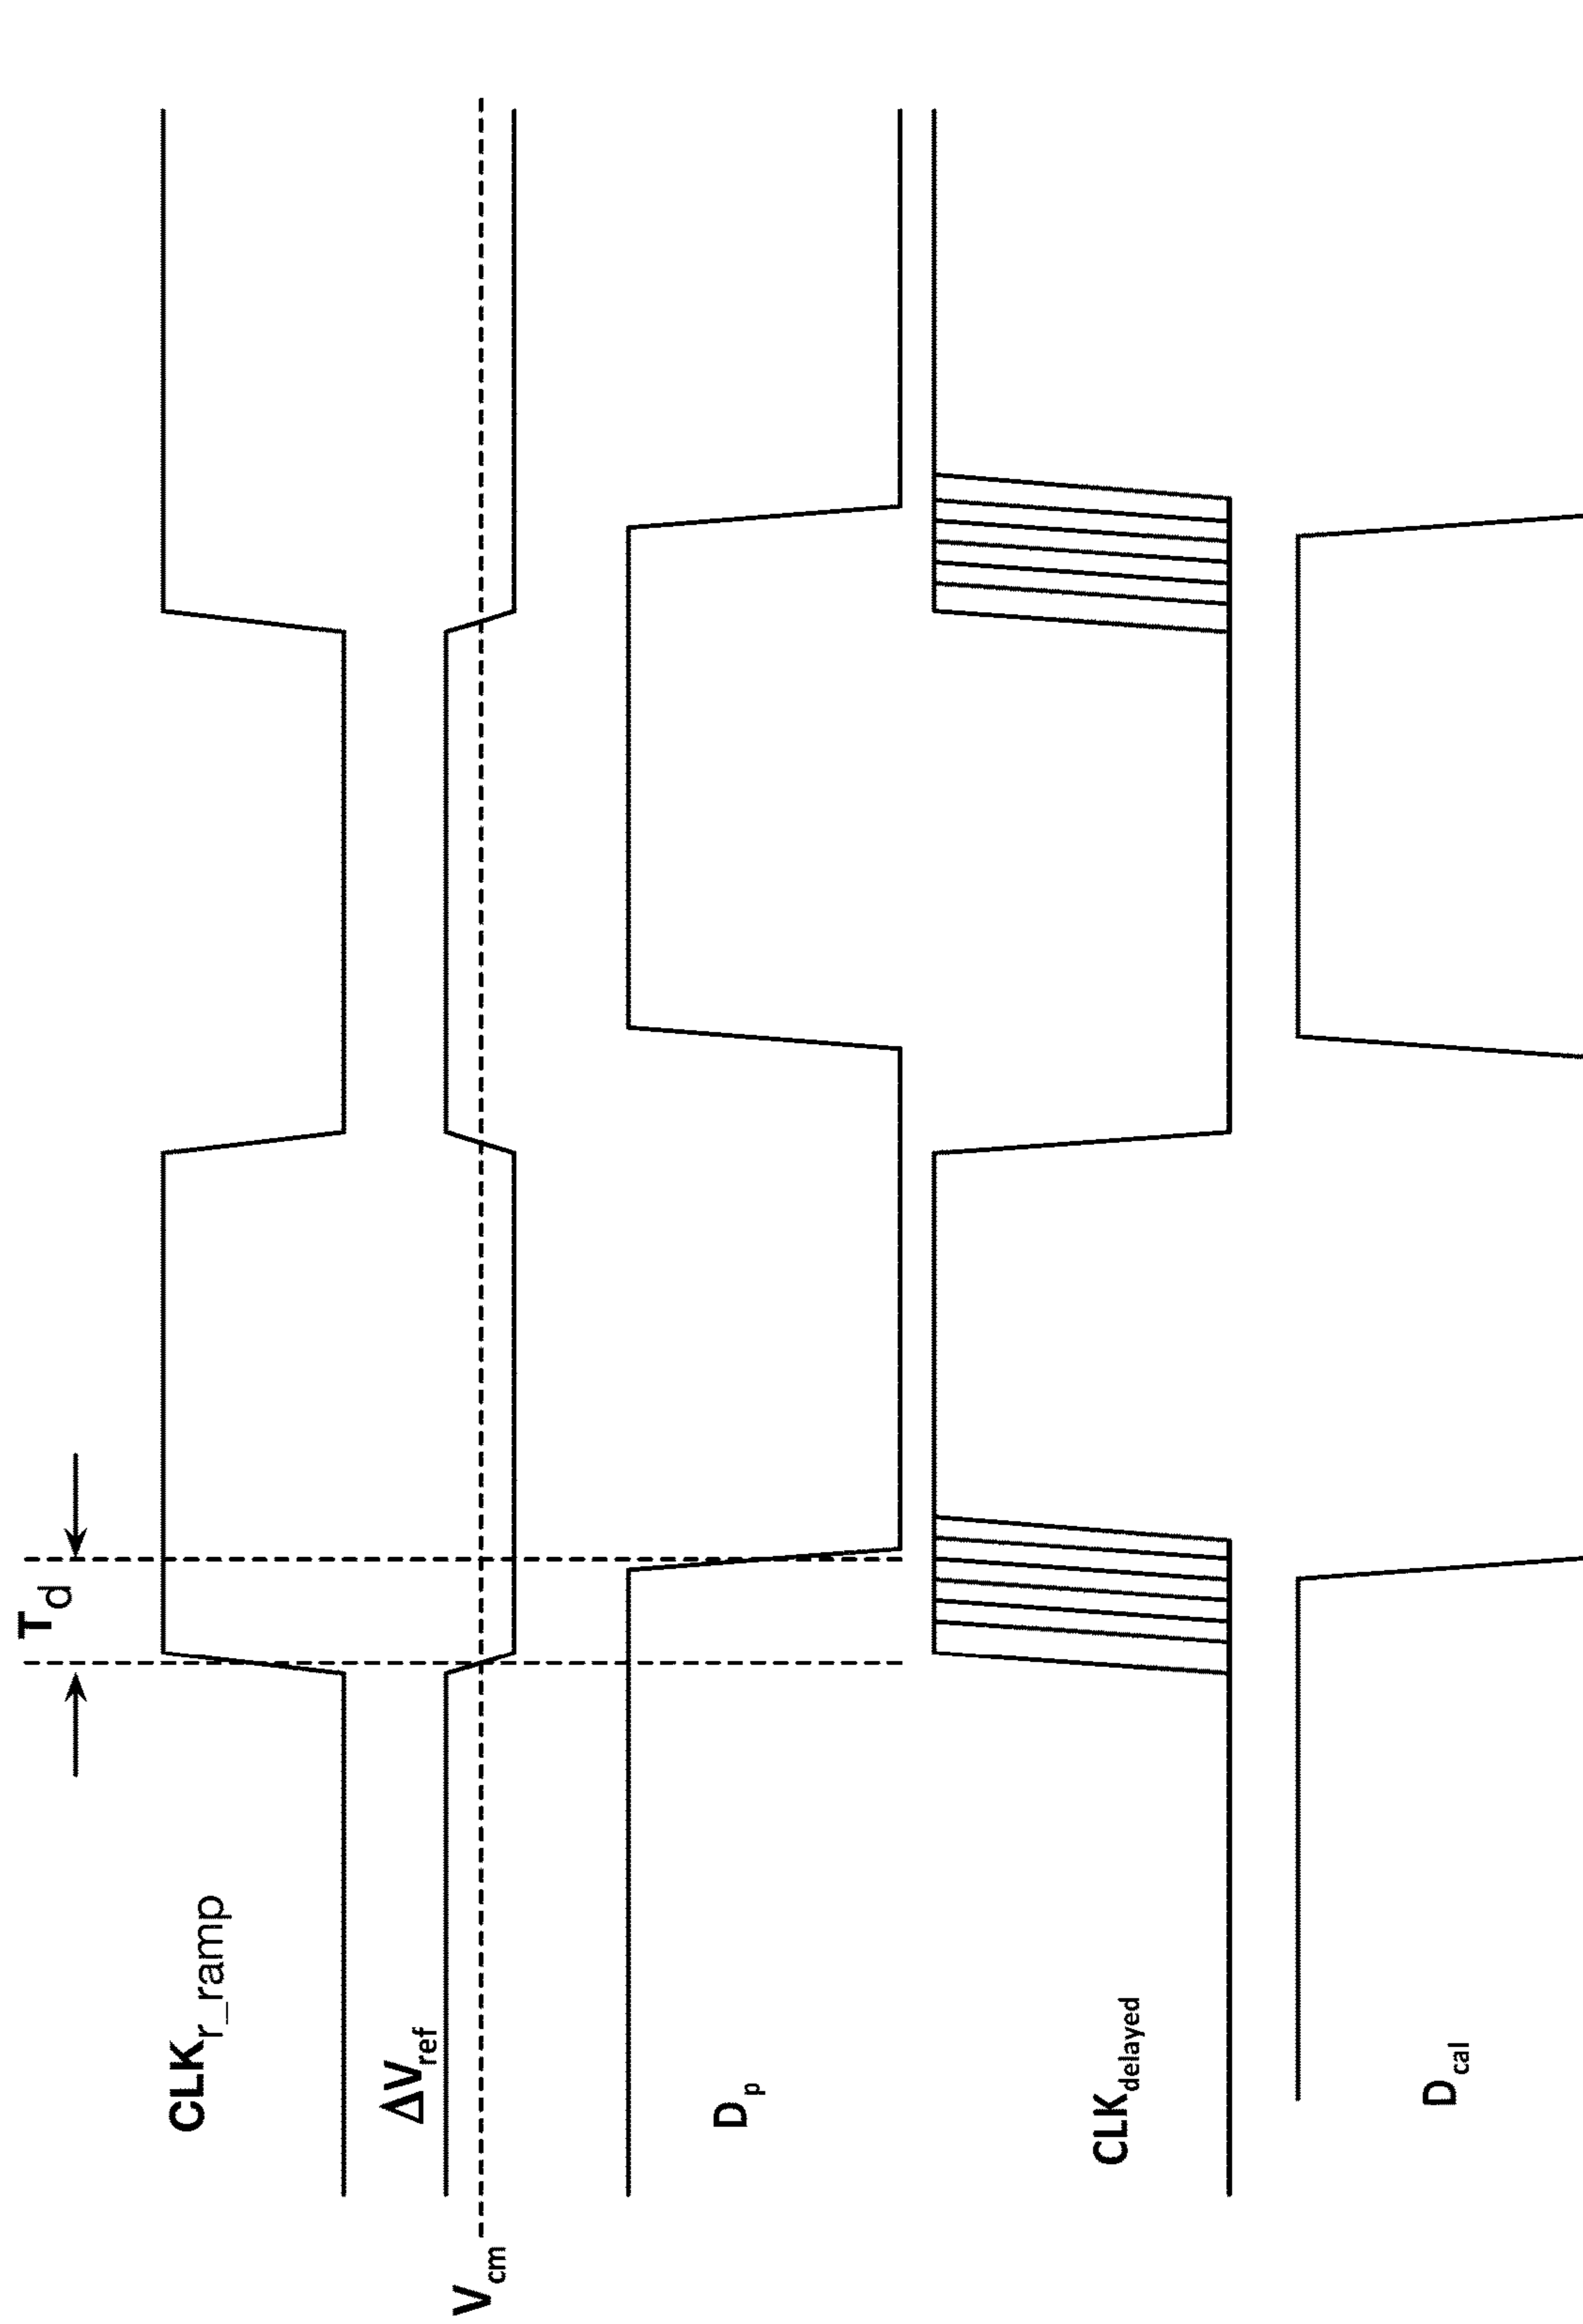 T_d
CLK_r_ramp
ΔV_ref
V_cm
D_p
CLK_delayed
D_cal